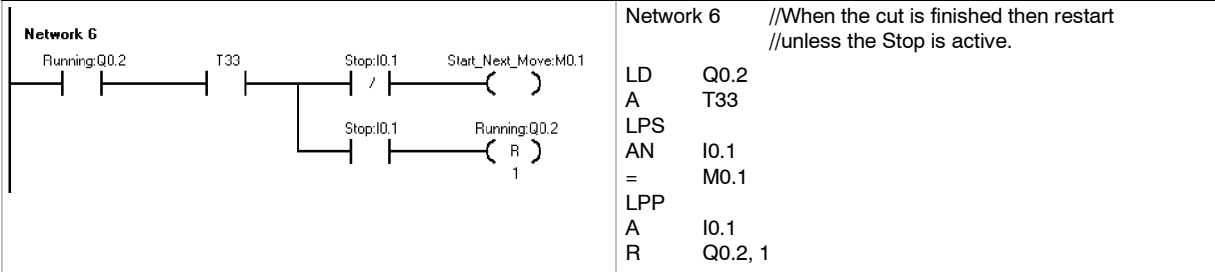 Network 6
Running:Q0.2 T33 Stop:I0.1 Start_Next_Move:M0.1
/
Stop:I0.1 Running:Q0.2
R
1
Network 6 //When the cut is finished then restart
//unless the Stop is active.
LD Q0.2
A T33
LPS
AN I0.1
= M0.1
LPP
A I0.1
R Q0.2, 1